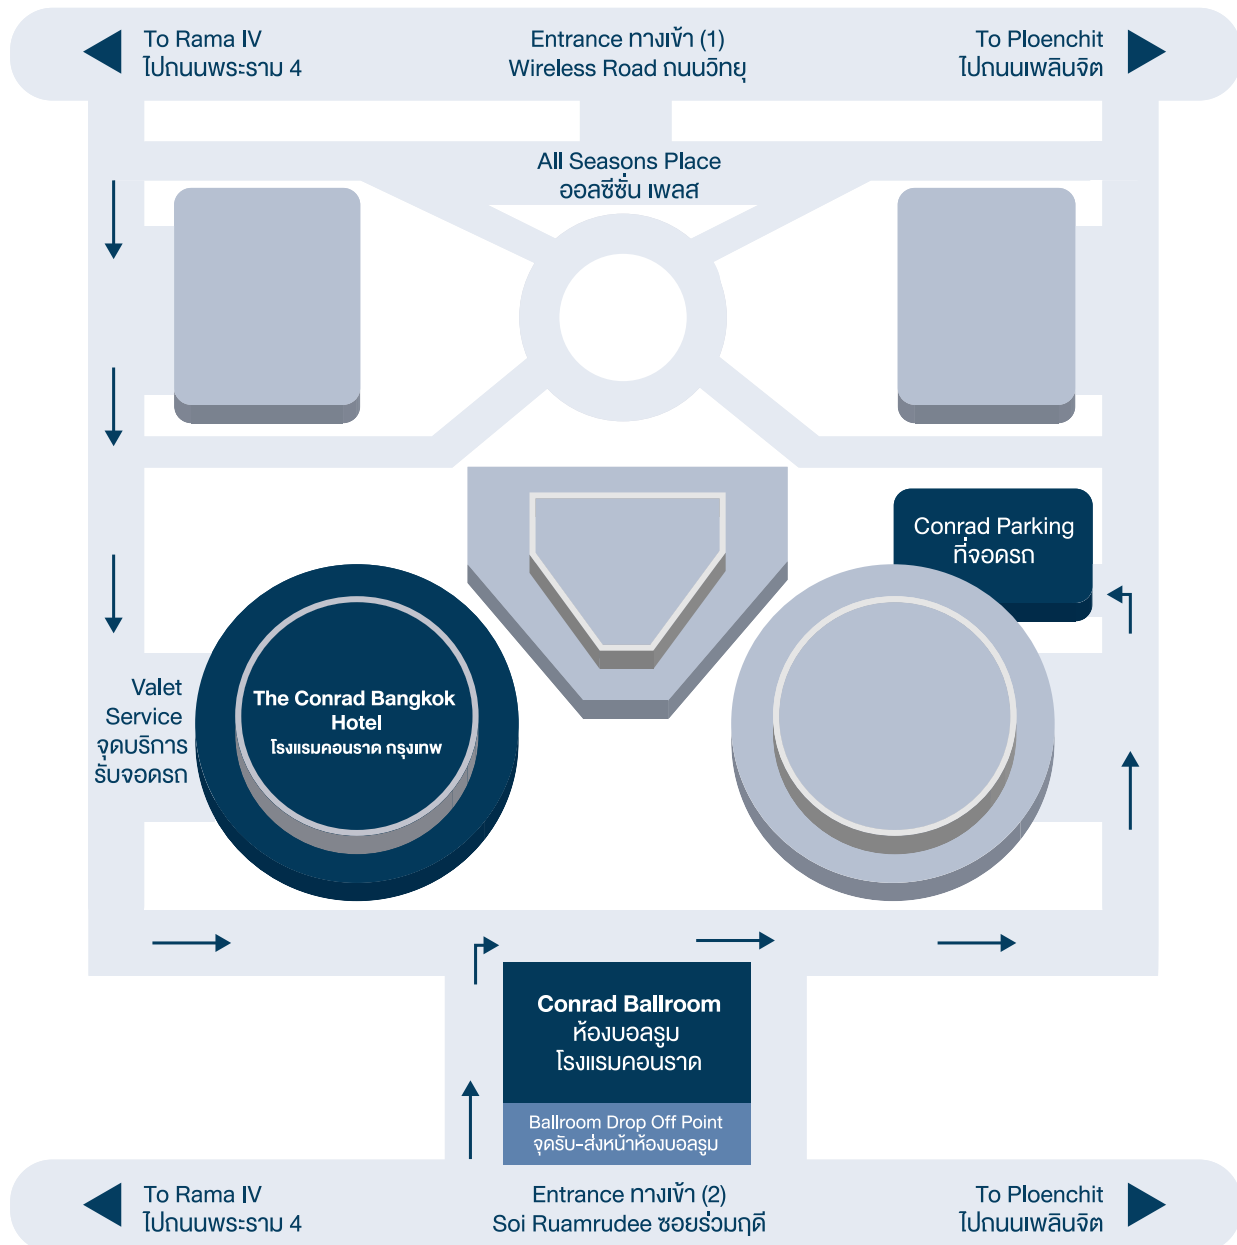 To Rama IV
ไปถนนพระราม 4
Entrance ทางเข้า (1)
Wireless Road ถนนวิทยุ
To Ploenchit
ไปถนนเพลินจิต
All Seasons Place
ออลซีซั่น เพลส
Conrad Parking
ที่จอดรถ
Valet
Service
จุดบริการ
รับจอดรถ
The Conrad Bangkok
Hotel
โรงแรมคอนราด กรุงเทพ
Conrad Ballroom
ห้องบอลรูม
โรงแรมคอนราด
Ballroom Drop Off Point
จุดรับ-ส่งหน้าห้องบอลรูม
To Rama IV
ไปถนนพระราม 4
Entrance ทางเข้า (2)
Soi Ruamrudee ซอยร่วมฤดี
To Ploenchit
ไปถนนเพลินจิต